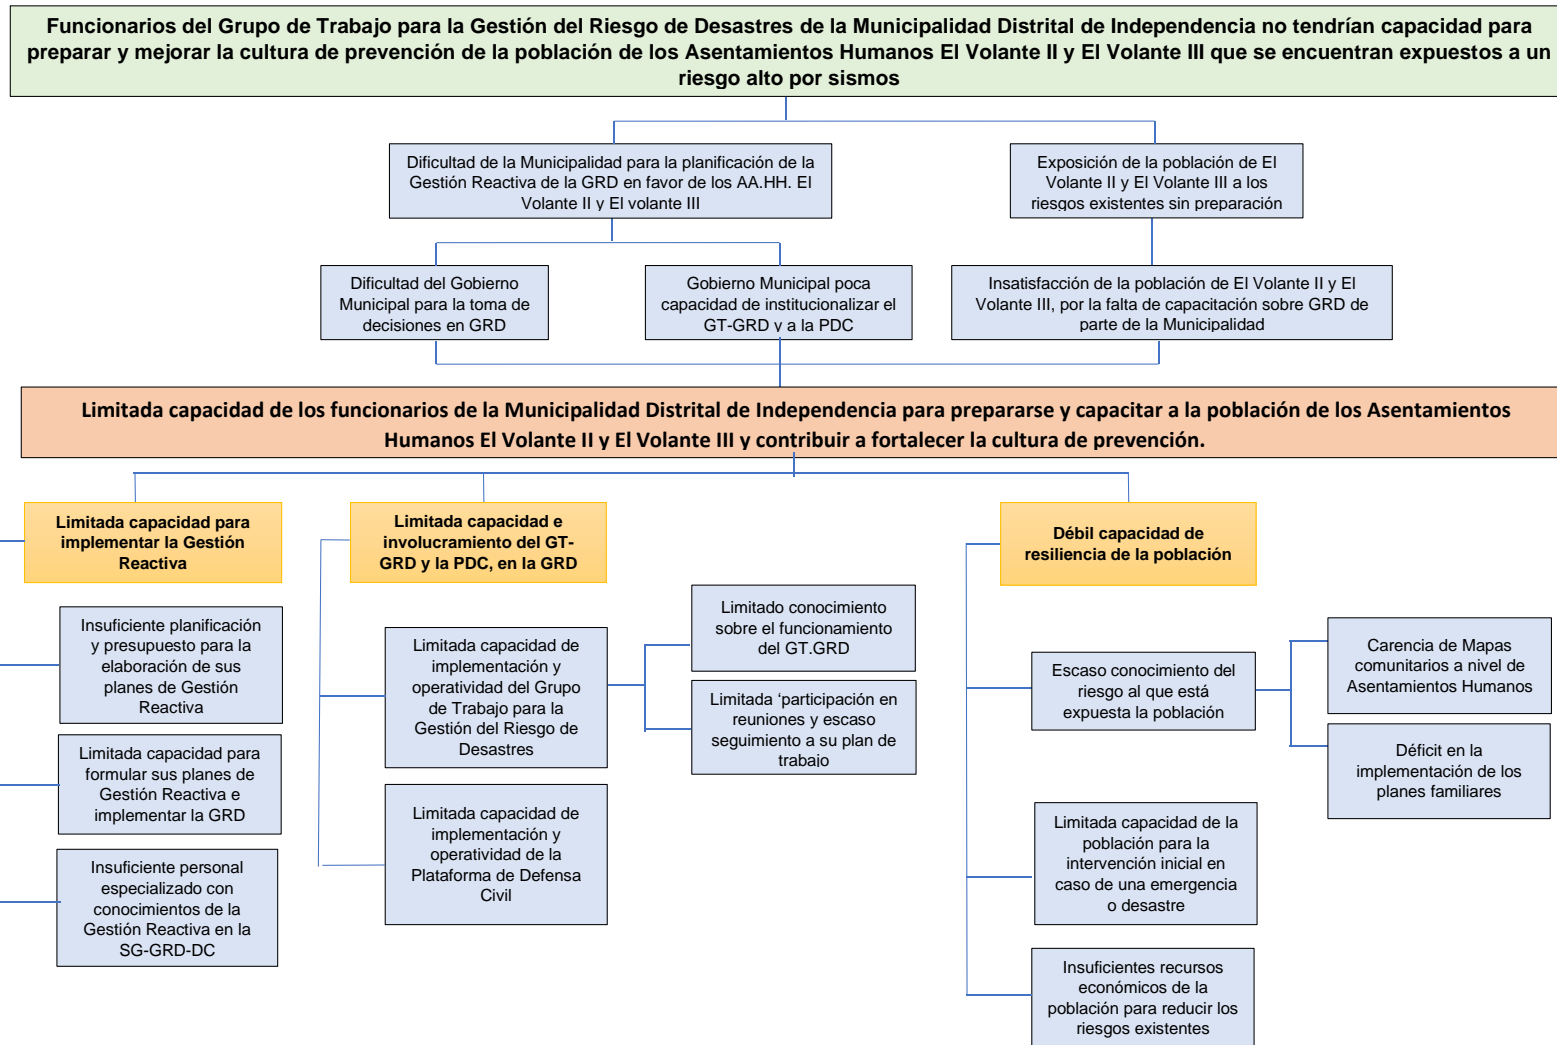 Funcionarios del Grupo de Trabajo para la Gestión del Riesgo de Desastres de la Municipalidad Distrital de Independencia no tendrían capacidad para
preparar y mejorar la cultura de prevención de la población de los Asentamientos Humanos El Volante II y El Volante III que se encuentran expuestos a un
riesgo alto por sismos
Dificultad de la Municipalidad para la planificación de la
Gestión Reactiva de la GRD en favor de los AA.HH. El
Volante II y El volante III
Exposición de la población de El
Volante II y El Volante III a los
riesgos existentes sin preparación
Dificultad del Gobierno
Municipal para la toma de
decisiones en GRD
Gobierno Municipal poca
capacidad de institucionalizar el
GT-GRD y a la PDC
Insatisfacción de la población de El Volante II y El
Volante III, por la falta de capacitación sobre GRD de
parte de la Municipalidad
Limitada capacidad de los funcionarios de la Municipalidad Distrital de Independencia para prepararse y capacitar a la población de los Asentamientos
Humanos El Volante II y El Volante III y contribuir a fortalecer la cultura de prevención.
Limitada capacidad para
implementar la Gestión
Reactiva
Insuficiente planificación
y presupuesto para la
elaboración de sus
planes de Gestión
Reactiva
Limitada capacidad para
formular sus planes de
Gestión Reactiva e
implementar la GRD
Insuficiente personal
especializado con
conocimientos de la
Gestión Reactiva en la
SG-GRD-DC
Limitada capacidad e
involucramiento del GT-
GRD y la PDC, en la GRD
Limitada capacidad de
implementación y
operatividad del Grupo
de Trabajo para la
Gestión del Riesgo de
Desastres
Limitada capacidad de
implementación y
operatividad de la
Plataforma de Defensa
Civil
Limitado conocimiento
sobre el funcionamiento
del GT.GRD
Limitada ‘participación en
reuniones y escaso
seguimiento a su plan de
trabajo
Débil capacidad de
resiliencia de la población
Escaso conocimiento del
riesgo al que está
expuesta la población
Limitada capacidad de la
población para la
intervención inicial en
caso de una emergencia
o desastre
Insuficientes recursos
económicos de la
población para reducir los
riesgos existentes
Carencia de Mapas
comunitarios a nivel de
Asentamientos Humanos
Déficit en la
implementación de los
planes familiares